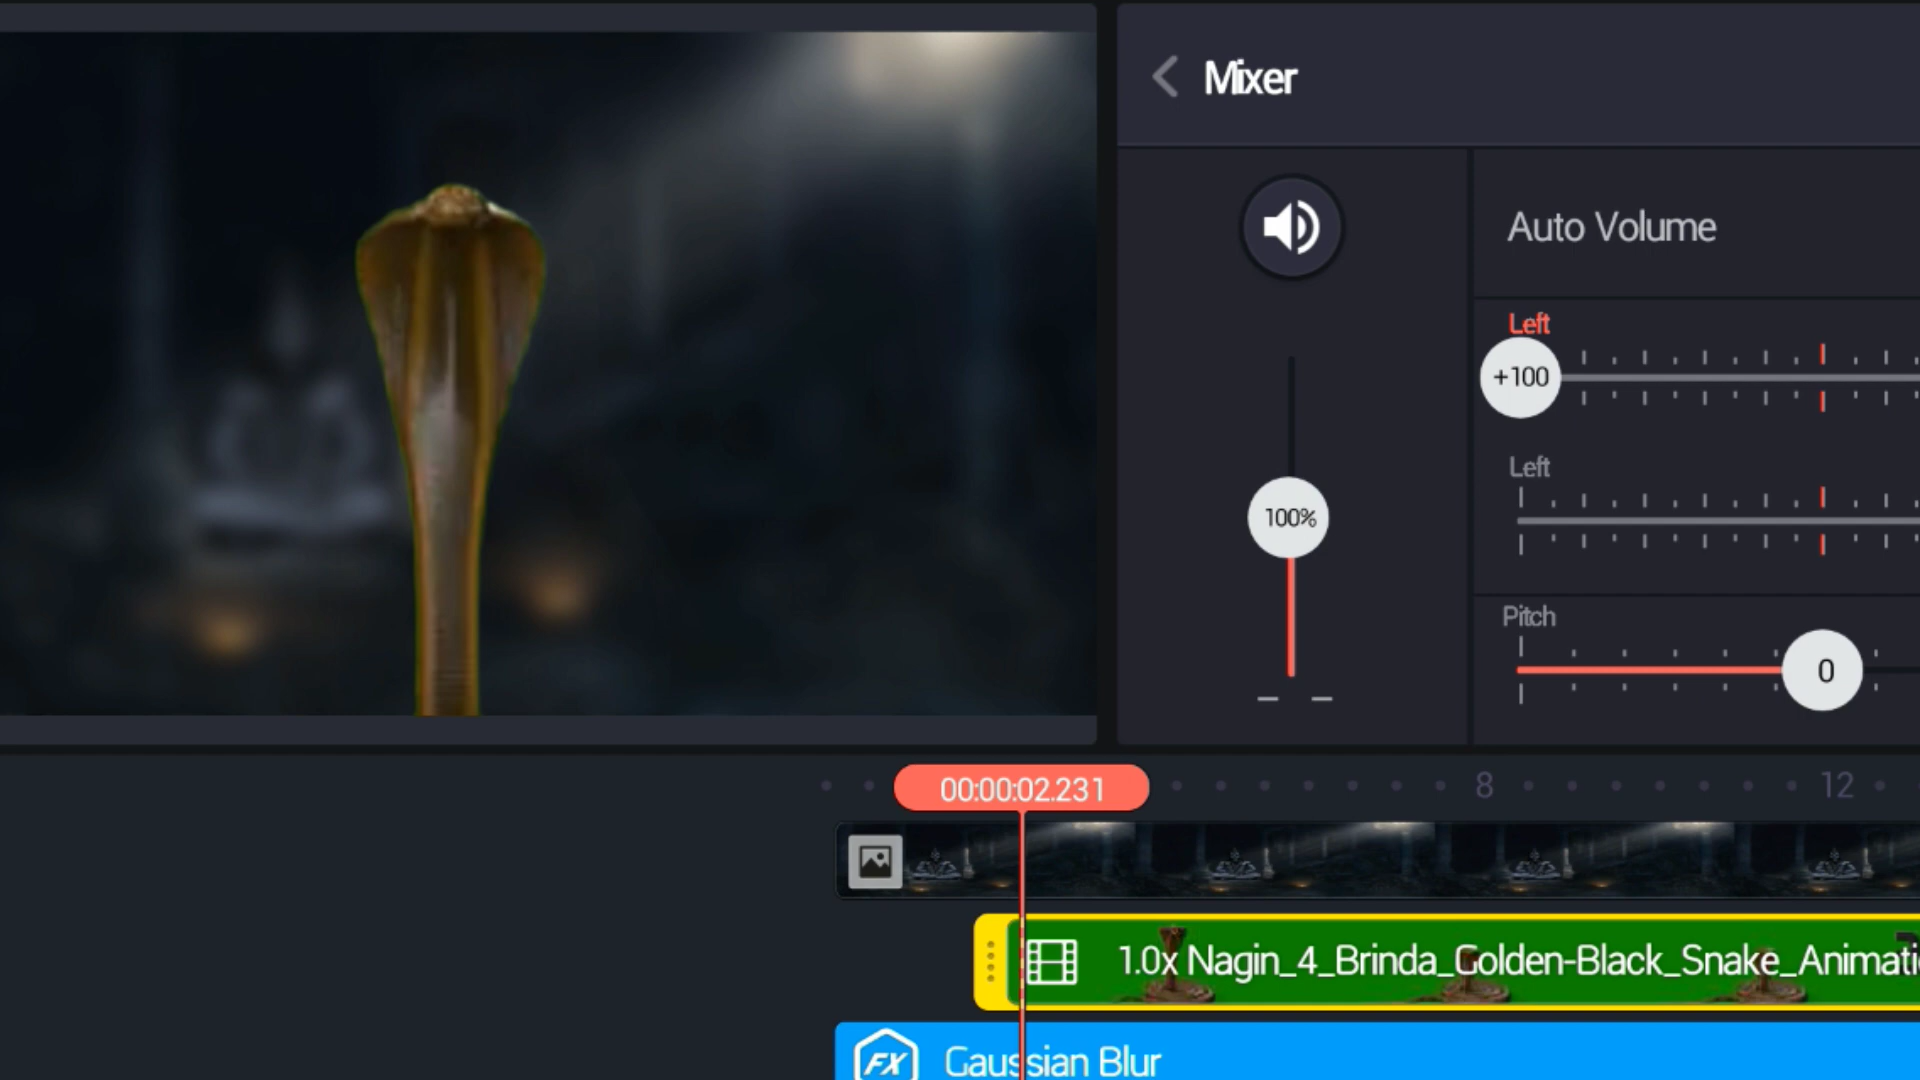 Mixer
Auto Volume
Left
+100
Left
100%
Pitch
0
00:00:02.231
8
12
1.0x Nagin_4_Brinda_Golden-Black_Snake_Animati
FX Gaussian Blur